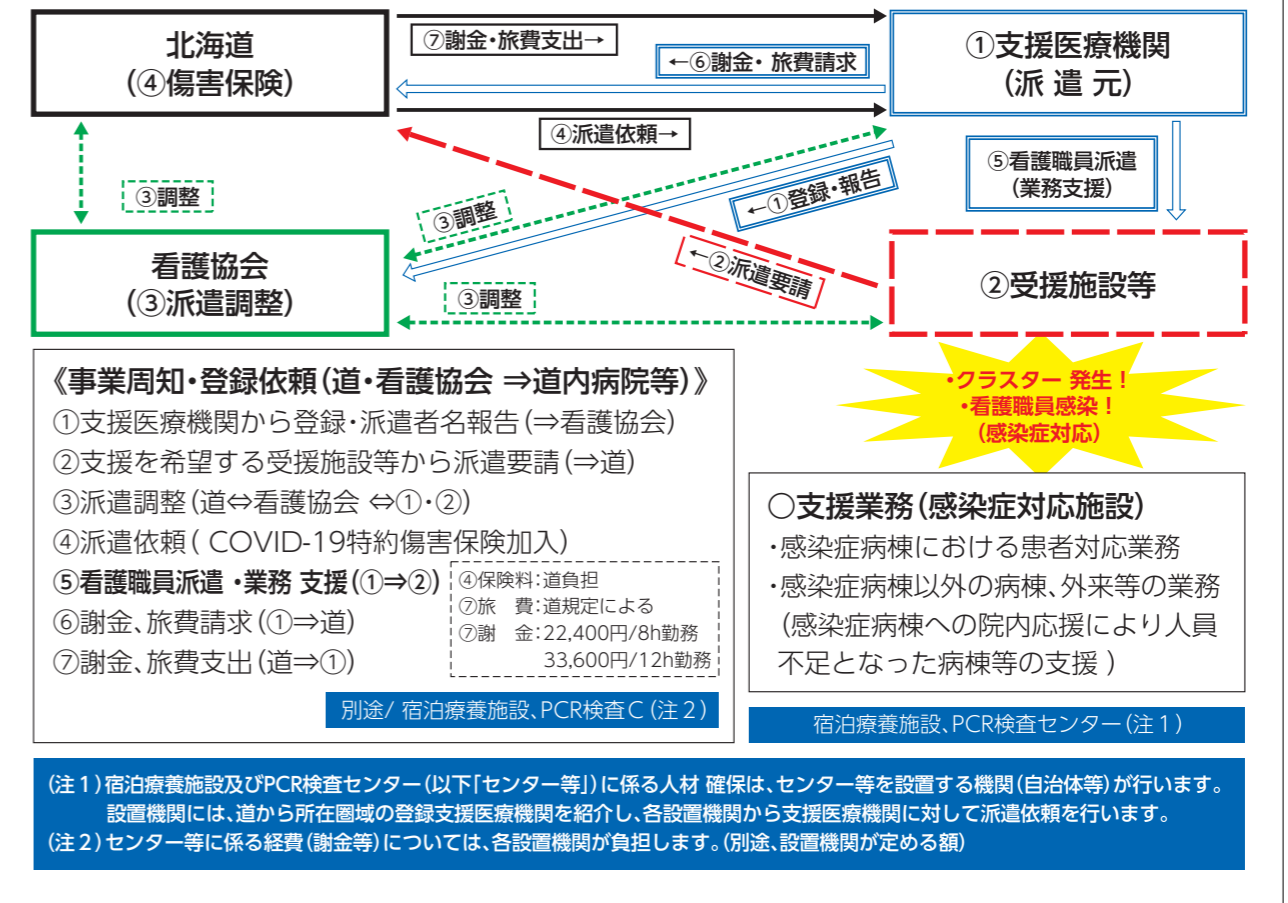 北海道
(④傷害保険)
⑦謝金・旅費支出→
←⑥謝金・ 旅費請求
①支援医療機関
(派 遣 元)
④派遣依頼→
⑤看護職員派遣
(業務支援)
③調整
③調整
←①登録・報告
←②派遣要請
看護協会
(③派遣調整)
③調整
②受援施設等
・クラスター 発生！
・看護職員感染！
(感染症対応)
《事業周知・登録依頼(道・看護協会 ⇒道内病院等)》
①支援医療機関から登録・派遣者名報告(⇒看護協会)
②支援を希望する受援施設等から派遣要請(⇒道)
③派遣調整(道⇔看護協会 ⇔①・②)
④派遣依頼( COVID-19特約傷害保険加入)
⑤看護職員派遣 ・業務 支援(①⇒②)
⑥謝金、旅費請求(①⇒道)
⑦謝金、旅費支出(道⇒①)
④保険料：道負担
⑦旅　費：道規定による
⑦謝　金：22,400円/8h勤務
33,600円/12h勤務
別途/ 宿泊療養施設、PCR検査C(注２)
○支援業務(感染症対応施設)
・感染症病棟における患者対応業務
・感染症病棟以外の病棟、外来等の業務
(感染症病棟への院内応援により人員
不足となった病棟等の支援 )
宿泊療養施設、PCR検査センター(注１)
(注１)宿泊療養施設及びPCR検査センター(以下「センター等」)に係る人材 確保は、センター等を設置する機関(自治体等)が行います。
設置機関には、道から所在圏域の登録支援医療機関を紹介し、各設置機関から支援医療機関に対して派遣依頼を行います。
(注２)センター等に係る経費(謝金等)については、各設置機関が負担します。(別途、設置機関が定める額)